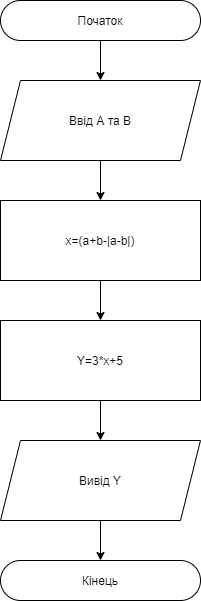 Початок
Ввід А та В
x=(a+b-|a-b|)
Y=3*x+5
Вивід Y
Кінець